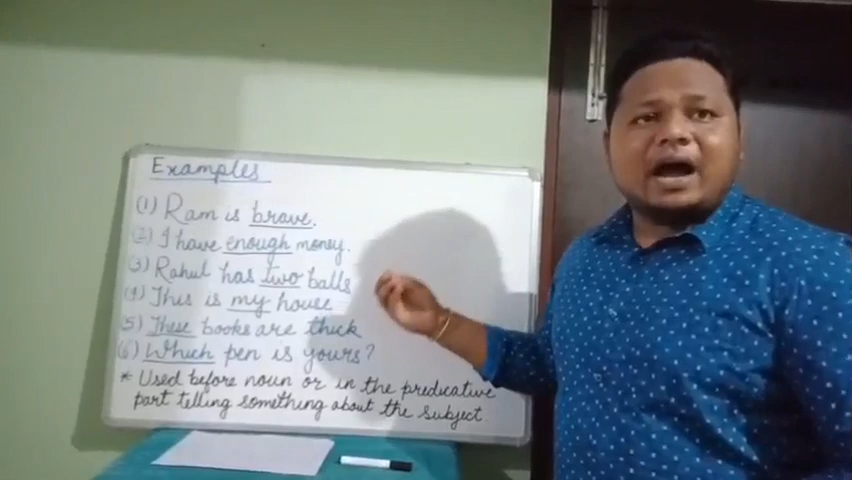 Examples
(1) Ram is brave.
(2) I have enough money.
(3) Rahul has two balls
(4) This is my house
(5) These books are thick
(6) Which pen is yours?
* Used before noun or in the predicative
part telling something about the subject